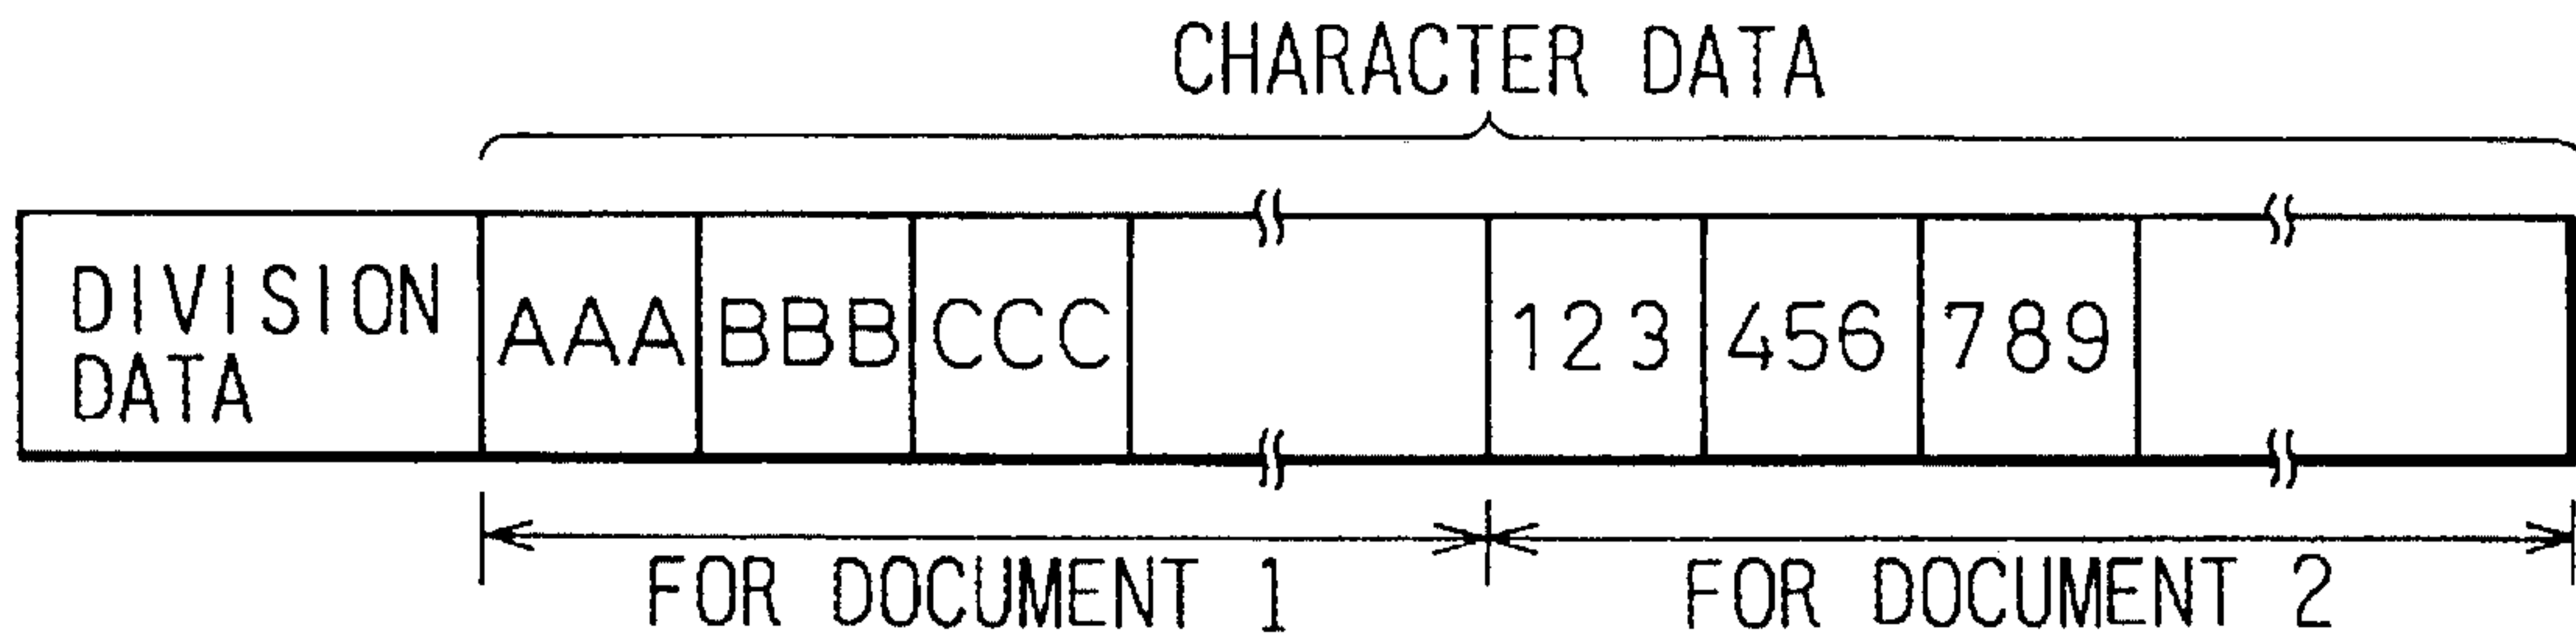 CHARACTER DATA
DIVISION
DATA
AAA BBB CCC 123 456 789
FOR DOCUMENT 1 FOR DOCUMENT 2